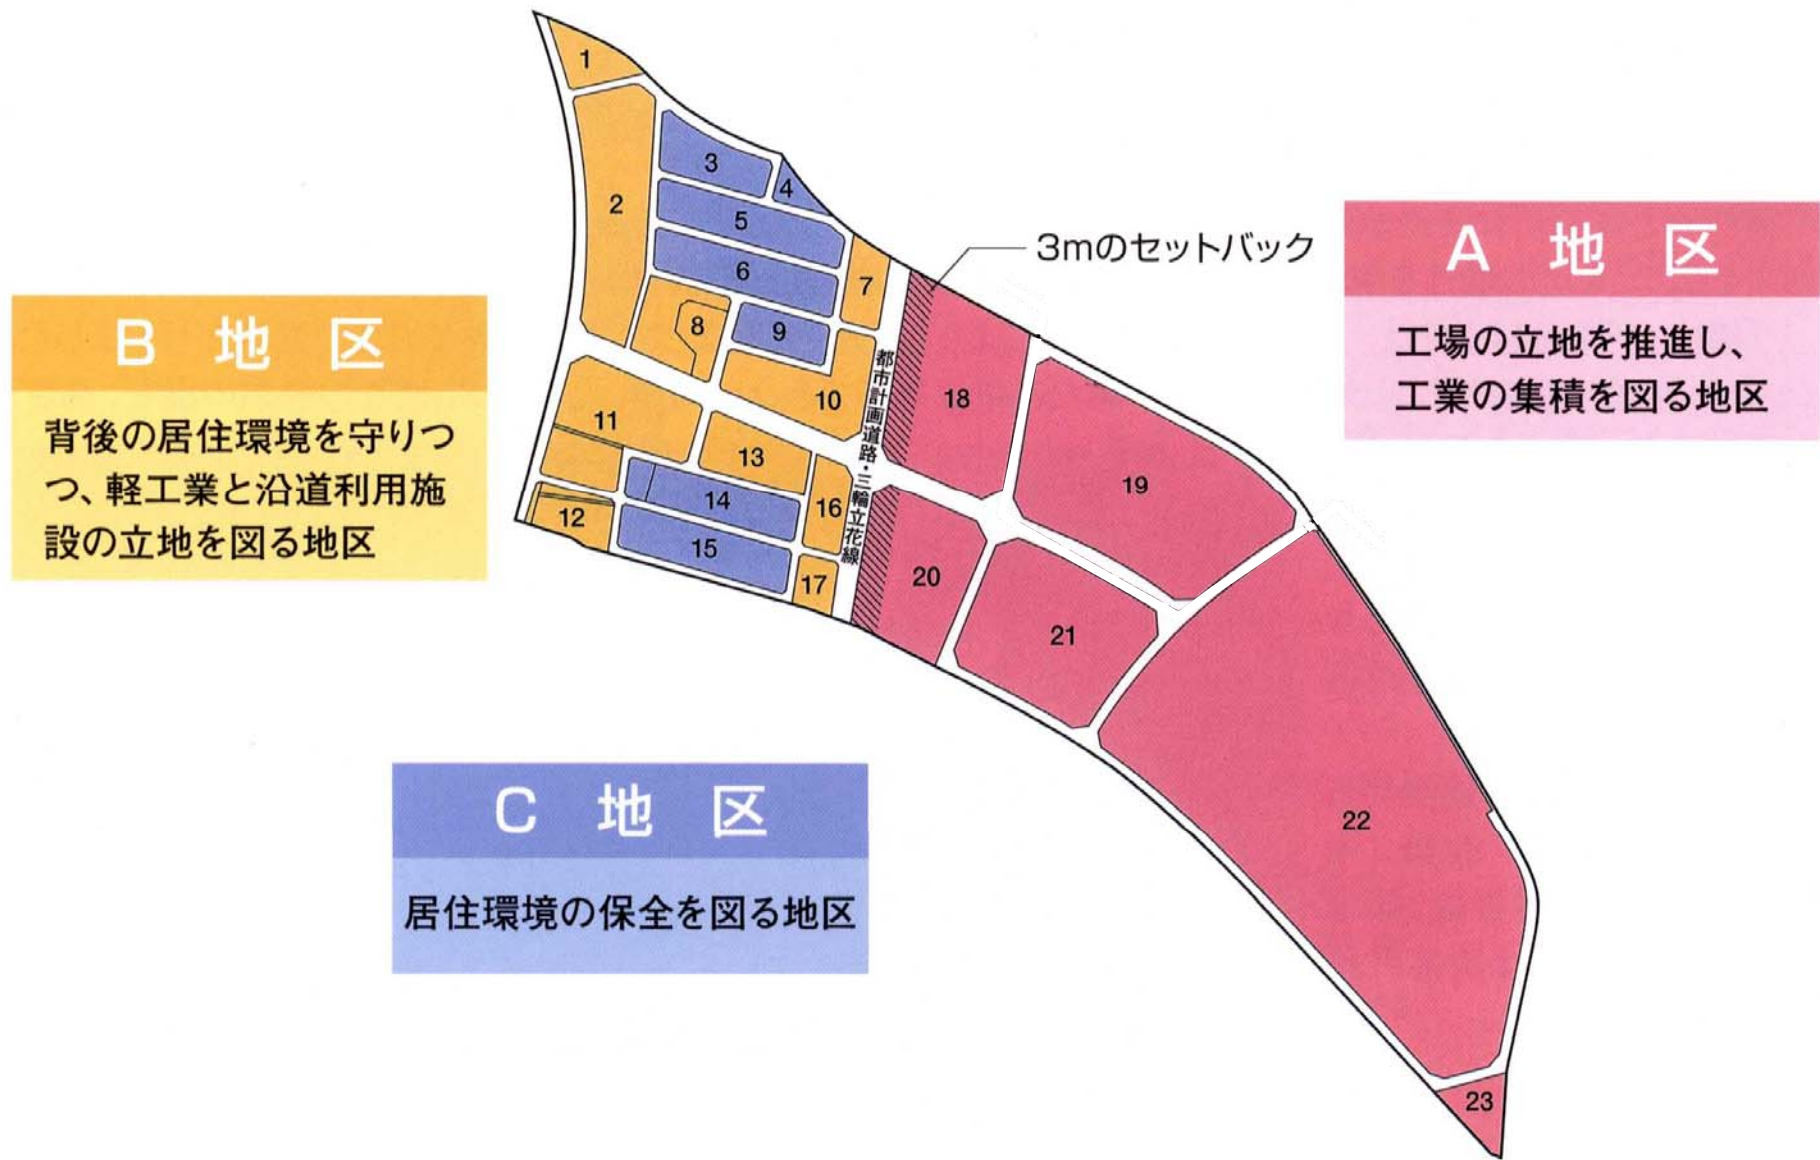 1
2
3
4
5
6
7
8
9
10
11
12
13
14
15
16
17
18
19
20
21
22
23
3mのセットバック
都市計画道路・三輪立花線
A 地 区
工場の立地を推進し、
工業の集積を図る地区
B 地 区
背後の居住環境を守りつ
つ、軽工業と沿道利用施
設の立地を図る地区
C 地 区
居住環境の保全を図る地区